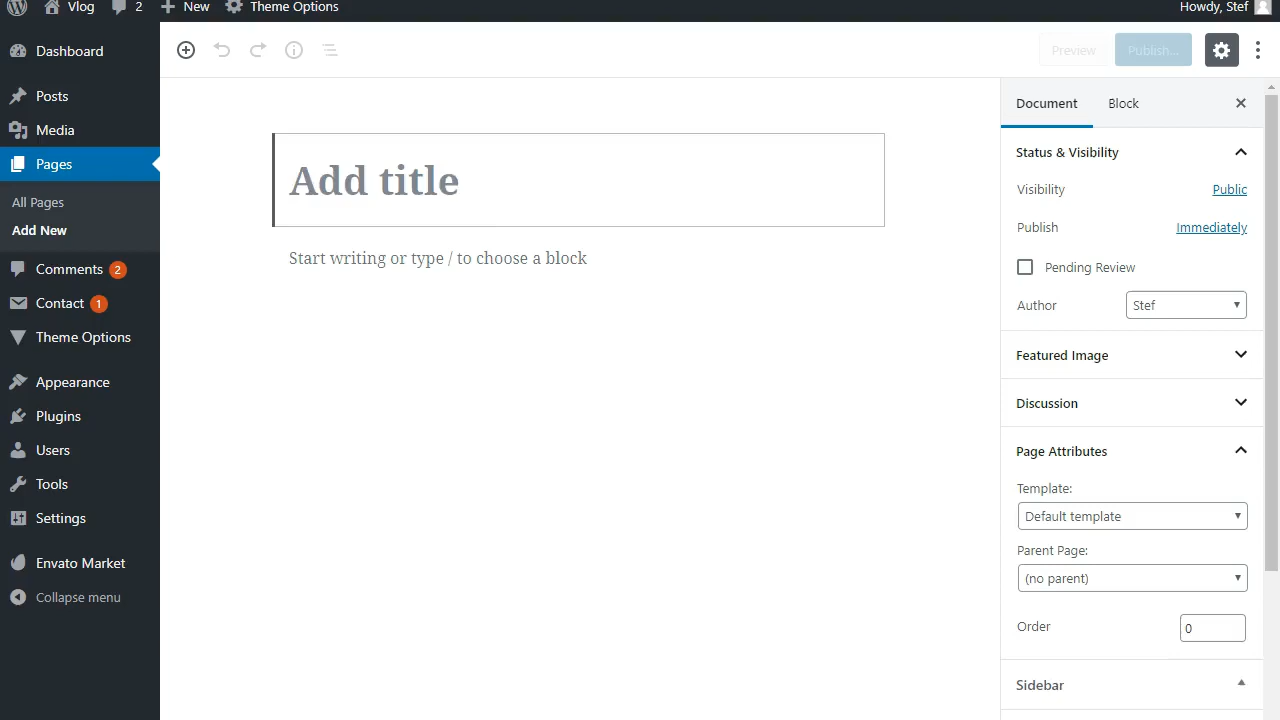 Vlog 2 New Theme Options Howdy, Stef
Dashboard
Posts
Media
Pages
All Pages
Add New
Comments 2
Contact 1
Theme Options
Appearance
Plugins
Users
Tools
Settings
Envato Market
Collapse menu
Preview Publish...
Add title
Start writing or type / to choose a block
Document Block
Status & Visibility
Visibility Public
Publish Immediately
Pending Review
Author Stef
Featured Image
Discussion
Page Attributes
Template:
Default template
Parent Page:
(no parent)
Order 0
Sidebar